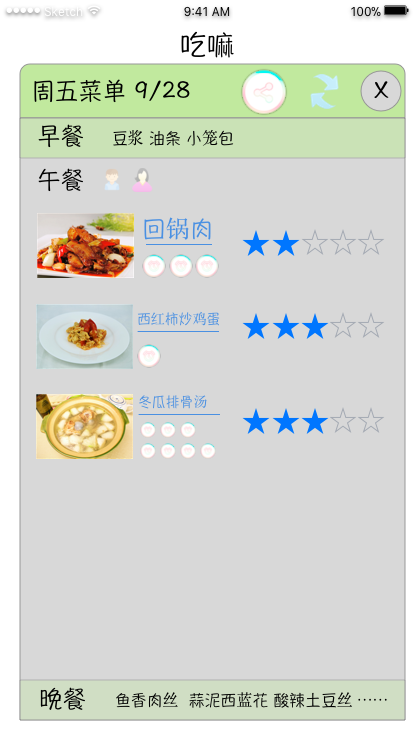 Sketch 9:41 AM 100%
吃嘛
周五菜单 9/28 X
早餐 豆浆 油条 小笼包
午餐
回锅肉
西红柿炒鸡蛋
冬瓜排骨汤
晚餐 鱼香肉丝 蒜泥西蓝花 酸辣土豆丝 ……